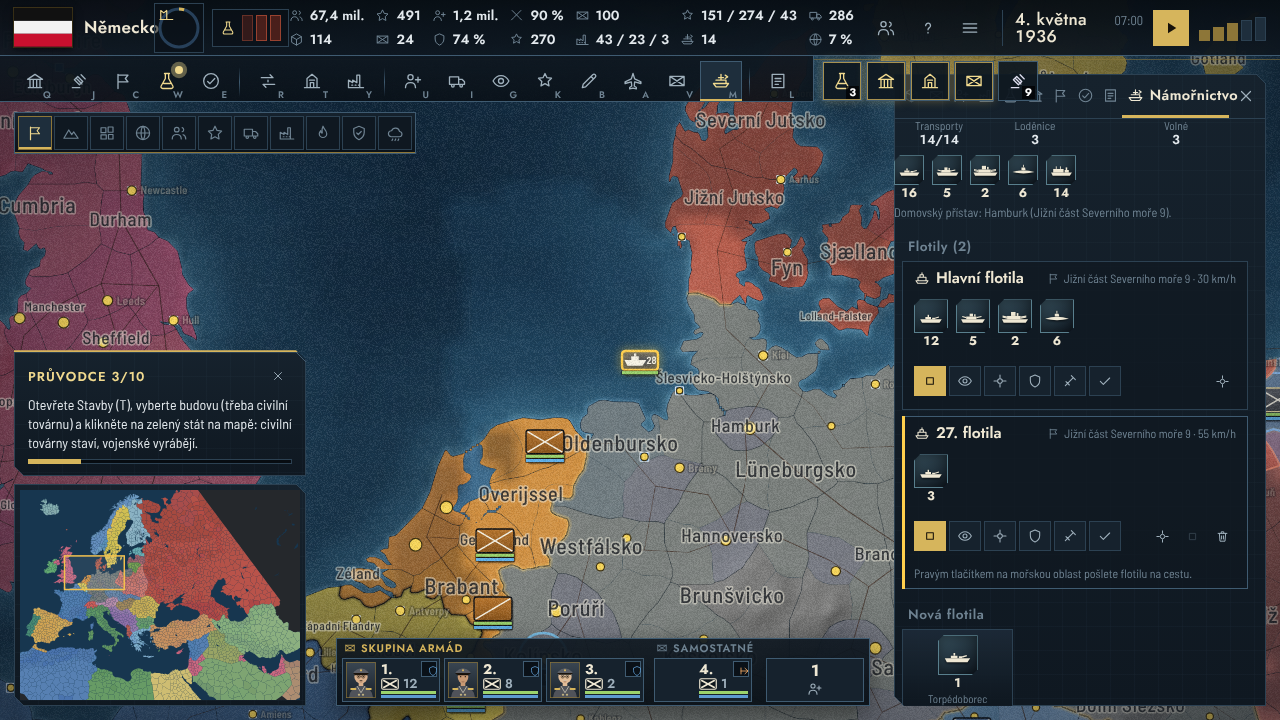 Německo
67,4 mil.
491
1,2 mil.
90 %
100
151 / 274 / 43
286
114
24
74 %
270
43 / 23 / 3
14
7 %
?
4. května
1936
07:00
Q
J
C
W
E
R
T
Y
U
I
G
K
B
A
V
M
L
3
9
Námořnictvo
Gotland
Transporty
14/14
Loděnice
3
Volné
3
16
5
2
6
14
Domovský přístav: Hamburk (Jižní část Severního moře 9).
Flotily (2)
Hlavní flotila
Jižní část Severního moře 9 · 30 km/h
12
5
2
6
27. flotila
Jižní část Severního moře 9 · 55 km/h
3
Pravým tlačítkem na mořskou oblast pošlete flotilu na cestu.
Nová flotila
1
Torpédoborec
PRŮVODCE 3/10
Otevřete Stavby (T), vyberte budovu (třeba civilní
továrnu) a klikněte na zelený stát na mapě: civilní
továrny staví, vojenské vyrábějí.
Cumbria
Newcastle
Durham
Manchester
Leeds
Hull
Sheffield
Severní Jutsko
Aarhus
Jižní Jutsko
Sjælland
Fyn
Lolland-Falster
28
Kiel
Šlesvicko-Holštýnsko
Hamburk
Oldenbursko
Brémy
Lüneburgsko
Overijssel
Westfálsko
Hannoversko
Zéland
Brabant
Antverpy
Porúří
Brunšvicko
Amiens
SKUPINA ARMÁD
SAMOSTATNÉ
1.
12
2.
8
3.
2
4.
1
1